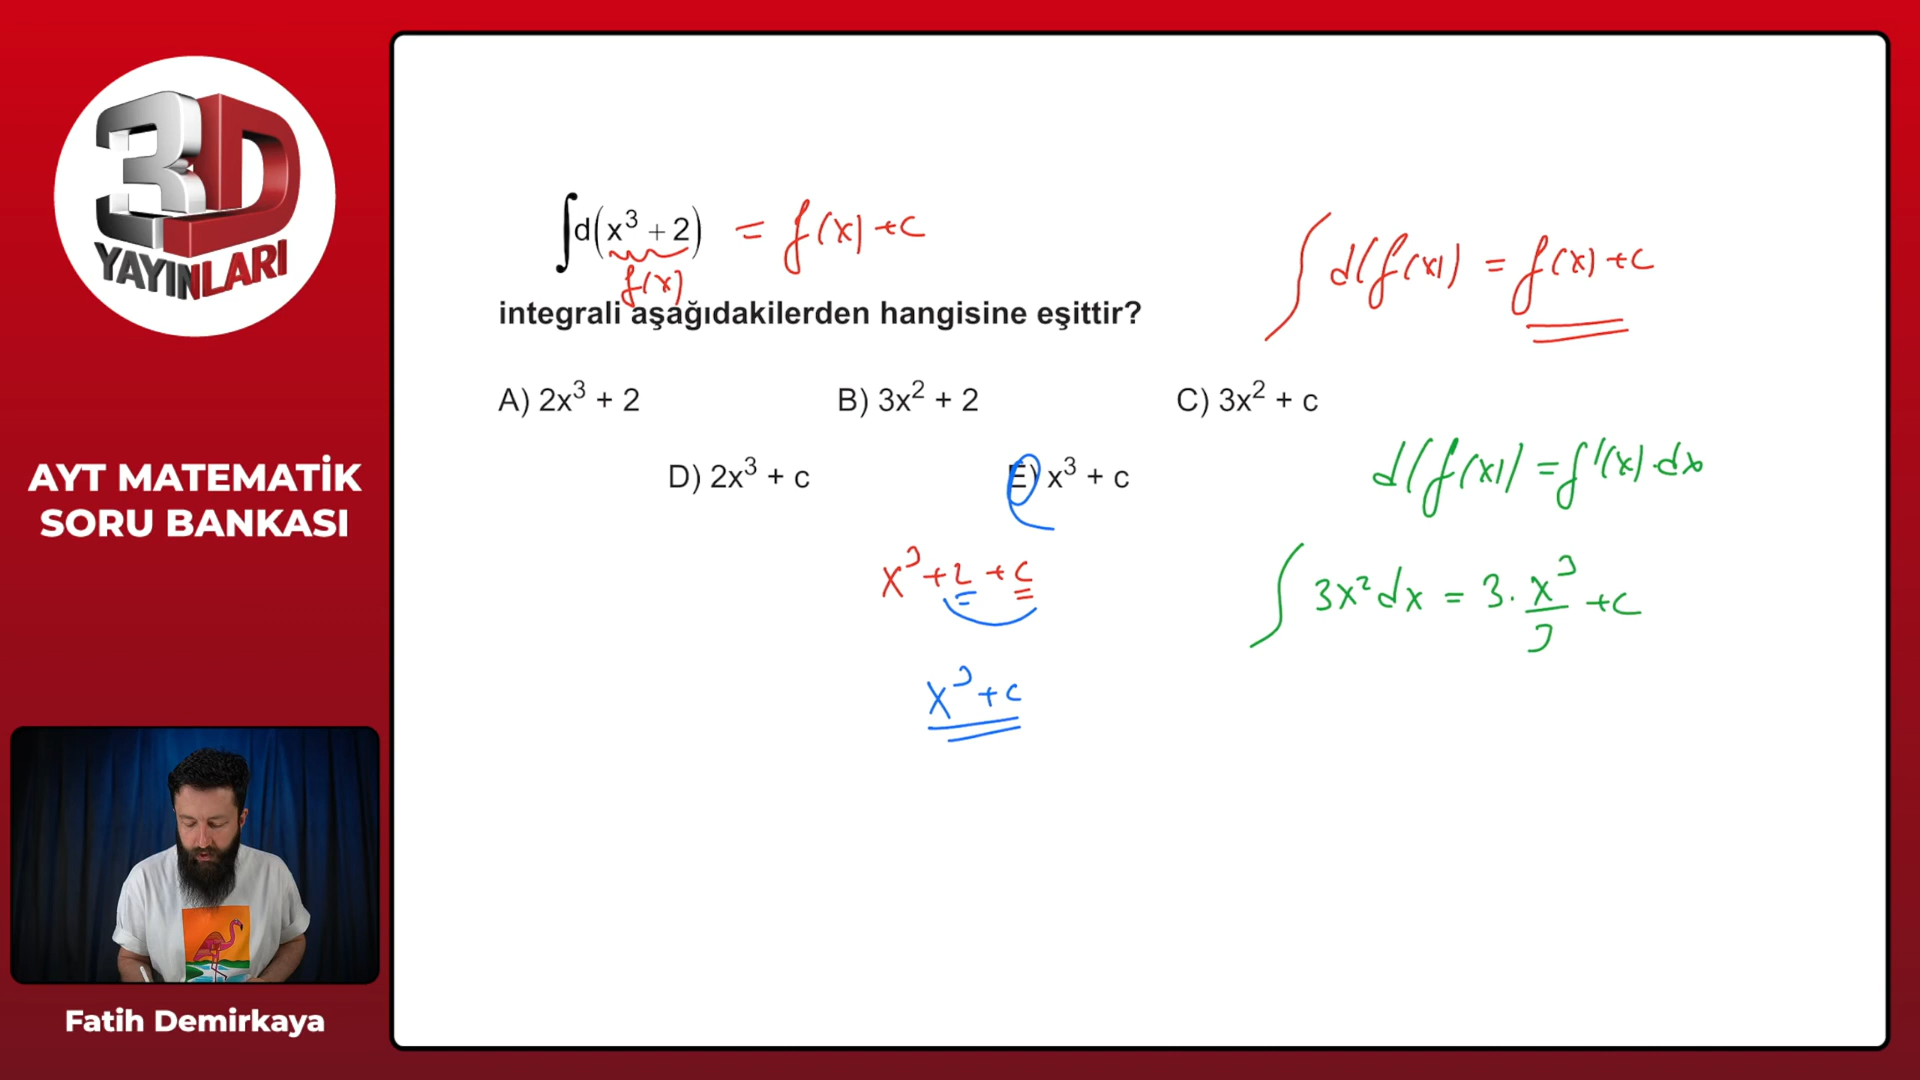 3D
YAYINLARI
AYT MATEMATİK
SORU BANKASI
Fatih Demirkaya
∫d(x³ + 2) = f(x) + c
f(x)
integrali aşağıdakilerden hangisine eşittir?
A) 2x³ + 2 B) 3x² + 2 C) 3x² + c
D) 2x³ + c E) x³ + c
x³ + 2 + c
x³ + c
∫ d(f(x)) = f(x) + c
d(f(x)) = f'(x) · dx
∫ 3x² dx = 3 · x³/3 + c